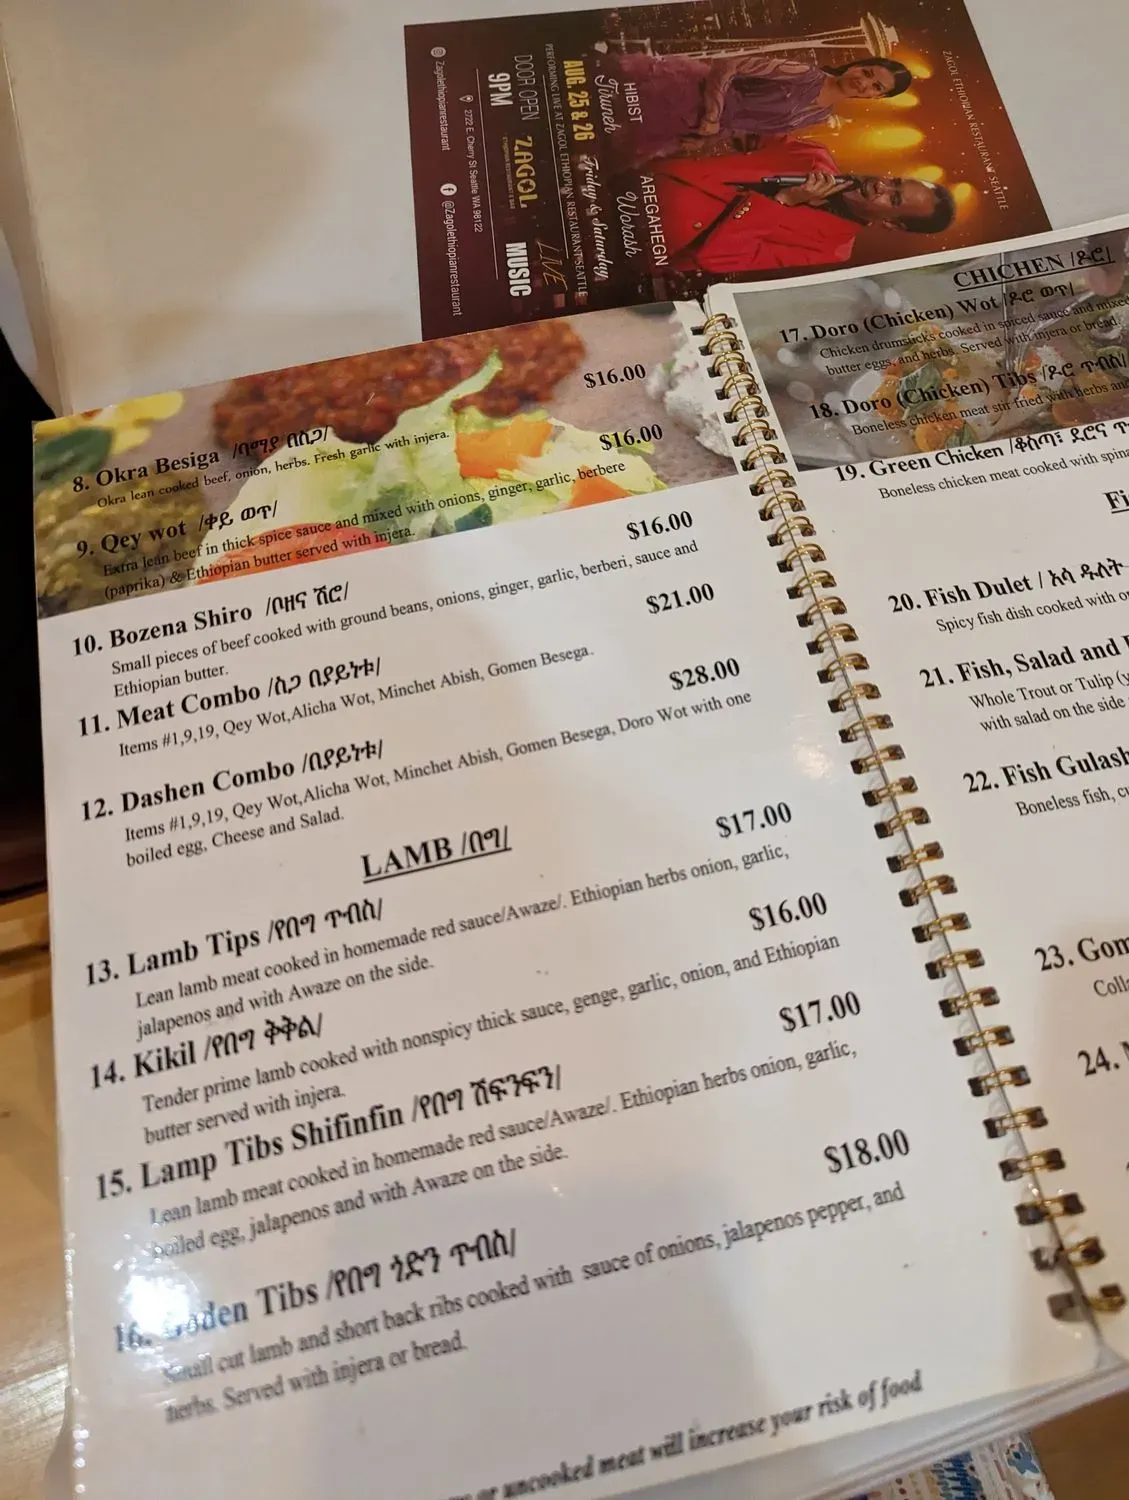 ZAGOL ETHIOPIAN RESTAURANT SEATTLE
HIBIST
Tiruneh
AREGAHEGN
Worash
AUG. 25 & 26
Friday & Saturday
PERFORMING LIVE AT ZAGOL ETHIOPIAN RESTAURANT SEATTLE
DOOR OPEN
9PM
ZAGOL
LIVE
MUSIC
2722 E. Cherry St Seattle WA 98122
Zagolethiopianrestaurant
@Zagolethiopianrestaurant
$16.00
8. Okra Besiga /ባሚያ በስጋ/
Okra lean cooked beef, onion, herbs. Fresh garlic with injera.
$16.00
9. Qey wot /ቀይ ወጥ/
Extra lean beef in thick spice sauce and mixed with onions, ginger, garlic, berbere
(paprika) & Ethiopian butter served with injera.
$16.00
10. Bozena Shiro /ቦዘና ሽሮ/
Small pieces of beef cooked with ground beans, onions, ginger, garlic, berberi, sauce and
Ethiopian butter.
$21.00
11. Meat Combo /ስጋ በያይነቱ/
Items #1,9,19, Qey Wot,Alicha Wot, Minchet Abish, Gomen Besega.
$28.00
12. Dashen Combo /በያይነቱ/
Items #1,9,19, Qey Wot,Alicha Wot, Minchet Abish, Gomen Besega, Doro Wot with one
boiled egg, Cheese and Salad.
LAMB /በግ/
$17.00
13. Lamb Tips /የበግ ጥብስ/
Lean lamb meat cooked in homemade red sauce/Awaze/. Ethiopian herbs onion, garlic,
jalapenos and with Awaze on the side.
$16.00
14. Kikil /የበግ ቅቅል/
Tender prime lamb cooked with nonspicy thick sauce, genge, garlic, onion, and Ethiopian
butter served with injera.
$17.00
15. Lamp Tibs Shifinfin /የበግ ሽፍንፍን/
Lean lamb meat cooked in homemade red sauce/Awaze/. Ethiopian herbs onion, garlic,
boiled egg, jalapenos and with Awaze on the side.
$18.00
16. Goden Tibs /የበግ ጎድን ጥብስ/
Small cut lamb and short back ribs cooked with sauce of onions, jalapenos pepper, and
herbs. Served with injera or bread.
or uncooked meat will increase your risk of food
CHICHEN /ዶሮ/
17. Doro (Chicken) Wot /ዶሮ ወጥ/
Chicken drumsticks cooked in spiced sauce and mixed
butter eggs, and herbs. Served with injera or bread.
18. Doro (Chicken) Tibs /ዶሮ ጥብስ/
Boneless chicken meat stir fried with herbs
19. Green Chicken /ቆስጣ፣ ደሮና
Boneless chicken meat cooked with
20. Fish Dulet / አሳ ዱለት
Spicy fish dish cooked with
21. Fish, Salad and
Whole Trout or Tulip
with salad on the side
22. Fish Gulash
Boneless fish,
23.
24.